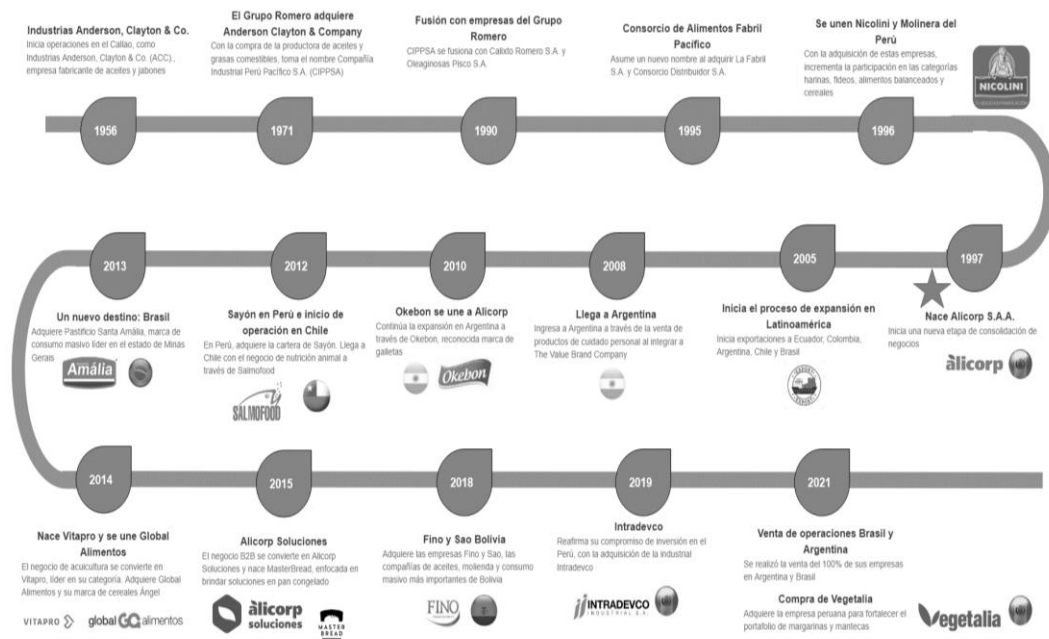 Industrias Anderson, Clayton & Co.
Inicia operaciones en el Callao, como
Industrias Anderson, Clayton & Co. (ACC).,
empresa fabricante de aceites y jabones
El Grupo Romero adquiere
Anderson Clayton & Company
Con la compra de la productora de aceites y
grasas comestibles, toma el nombre Compañía
Industrial Perú Pacífico S.A. (CIPPSA)
Fusión con empresas del Grupo
Romero
CIPPSA se fusiona con Calixto Romero S.A. y
Oleaginosas Pisco S.A.
Consorcio de Alimentos Fabril
Pacífico
Asume un nuevo nombre al adquirir La Fabril
S.A. y Consorcio Distribuidor S.A.
Se unen Nicolini y Molinera del
Perú
Con la adquisición de estas empresas,
incrementa la participación en las categorías
harinas, fideos, alimentos balanceados y
cereales
NICOLINI
1956
1971
1990
1995
1996
2013
2012
2010
2008
2005
1997
Un nuevo destino: Brasil
Adquiere Pastificio Santa Amália, marca de
consumo masivo líder en el estado de Minas
Gerais
Amália
Sayón en Perú e inicio de
operación en Chile
En Perú, adquiere la cartera de Sayón. Llega a
Chile con el negocio de nutrición animal a
través de Salmofood
SALMOFOOD
Okebon se une a Alicorp
Continúa la expansión en Argentina a
través de Okebon, reconocida marca de
galletas
Okebon
Llega a Argentina
Ingresa a Argentina a través de la venta de
productos de cuidado personal al integrar a
The Value Brand Company
Inicia el proceso de expansión en
Latinoamérica
Inicia exportaciones a Ecuador, Colombia,
Argentina, Chile y Brasil
Nace Alicorp S.A.A.
Inicia una nueva etapa de consolidación de
negocios
alicorp
2014
2015
2018
2019
2021
Nace Vitapro y se une Global
Alimentos
El negocio de acuicultura se convierte en
Vitapro, líder en su categoría. Adquiere Global
Alimentos y su marca de cereales Ángel
VITAPRO
global GA alimentos
Alicorp Soluciones
El negocio B2B se convierte en Alicorp
Soluciones y nace MasterBread, enfocada en
brindar soluciones en pan congelado
alicorp
soluciones
MASTER
BREAD
Fino y Sao Bolivia
Adquiere las empresas Fino y Sao, las
compañías de aceites, molienda y consumo
masivo más importantes de Bolivia
FINO
Intradevco
Reafirma su compromiso de inversión en el
Perú, con la adquisición de la industrial
Intradevco
INTRADEVCO
INDUSTRIAL S.A.
Venta de operaciones Brasil y
Argentina
Se realizó la venta del 100% de sus empresas
en Argentina y Brasil
Compra de Vegetalia
Adquiere la empresa peruana para fortalecer el
portafolio de margarinas y mantecas
Vegetalia